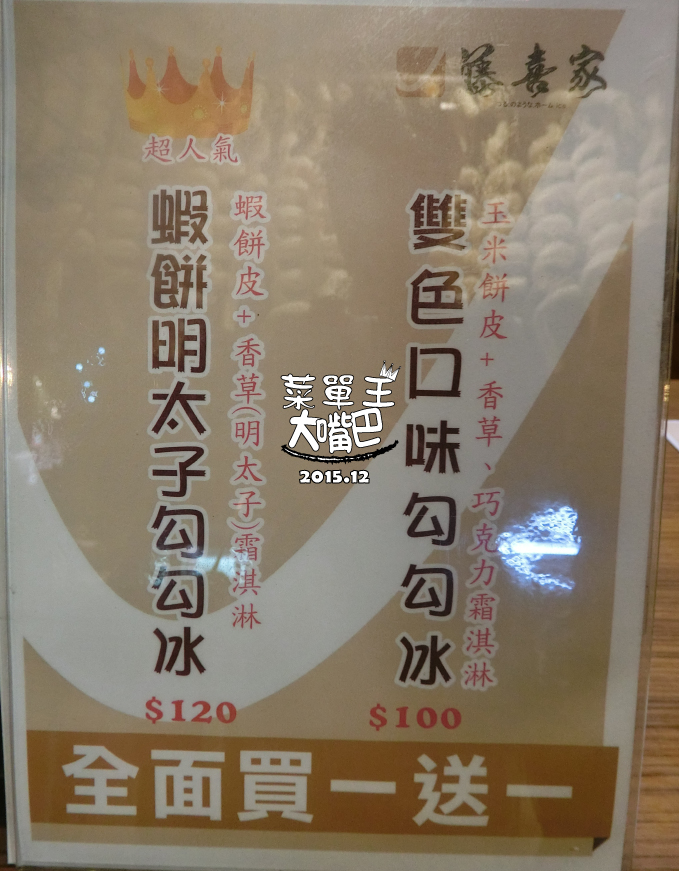 藤喜家
雙色口味勾勾冰
玉米餅皮+香草、巧克力霜淇淋
$100
超人氣
蝦餅明太子勾勾冰
蝦餅皮+香草(明太子)霜淇淋
$120
全面買一送一
菜單王
大嘴巴
2015.12